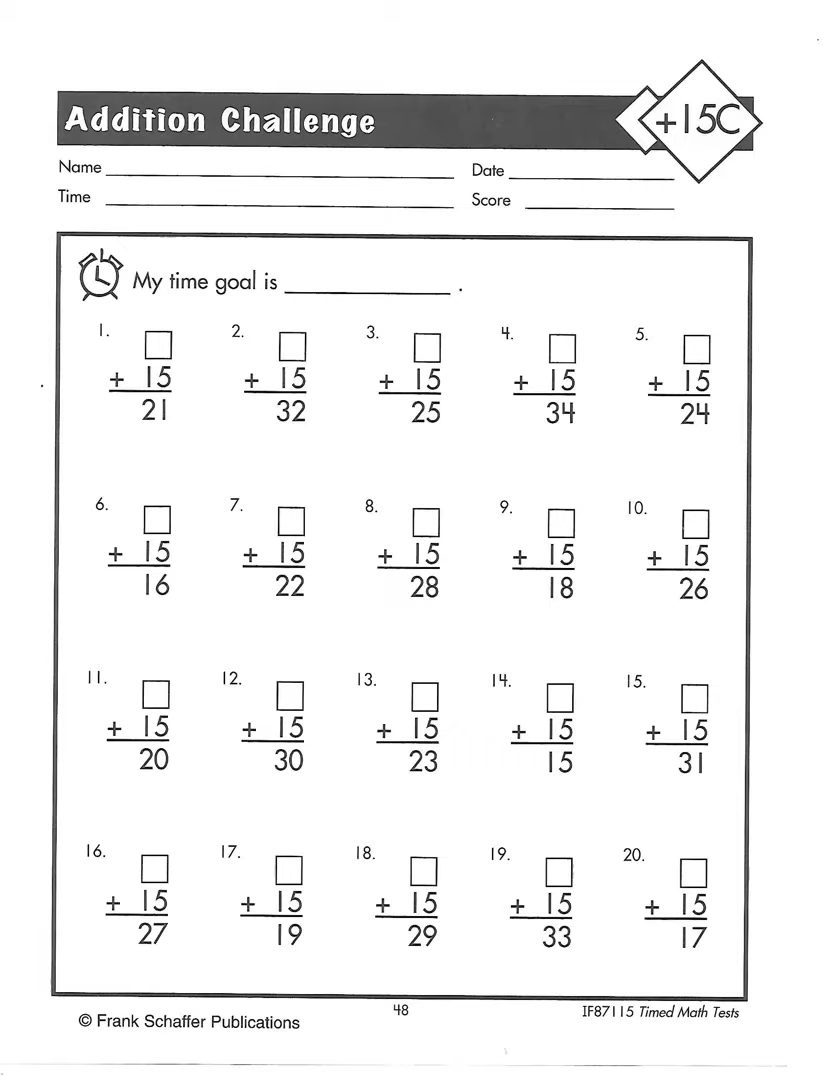 Addition Challenge
+15C
Name
Date
Time
Score
My time goal is .
1. 2. 3. 4. 5.
+ 15 + 15 + 15 + 15 + 15
21 32 25 34 24
6. 7. 8. 9. 10.
+ 15 + 15 + 15 + 15 + 15
16 22 28 18 26
11. 12. 13. 14. 15.
+ 15 + 15 + 15 + 15 + 15
20 30 23 15 31
16. 17. 18. 19. 20.
+ 15 + 15 + 15 + 15 + 15
27 19 29 33 17
© Frank Schaffer Publications
48
IF87115 Timed Math Tests